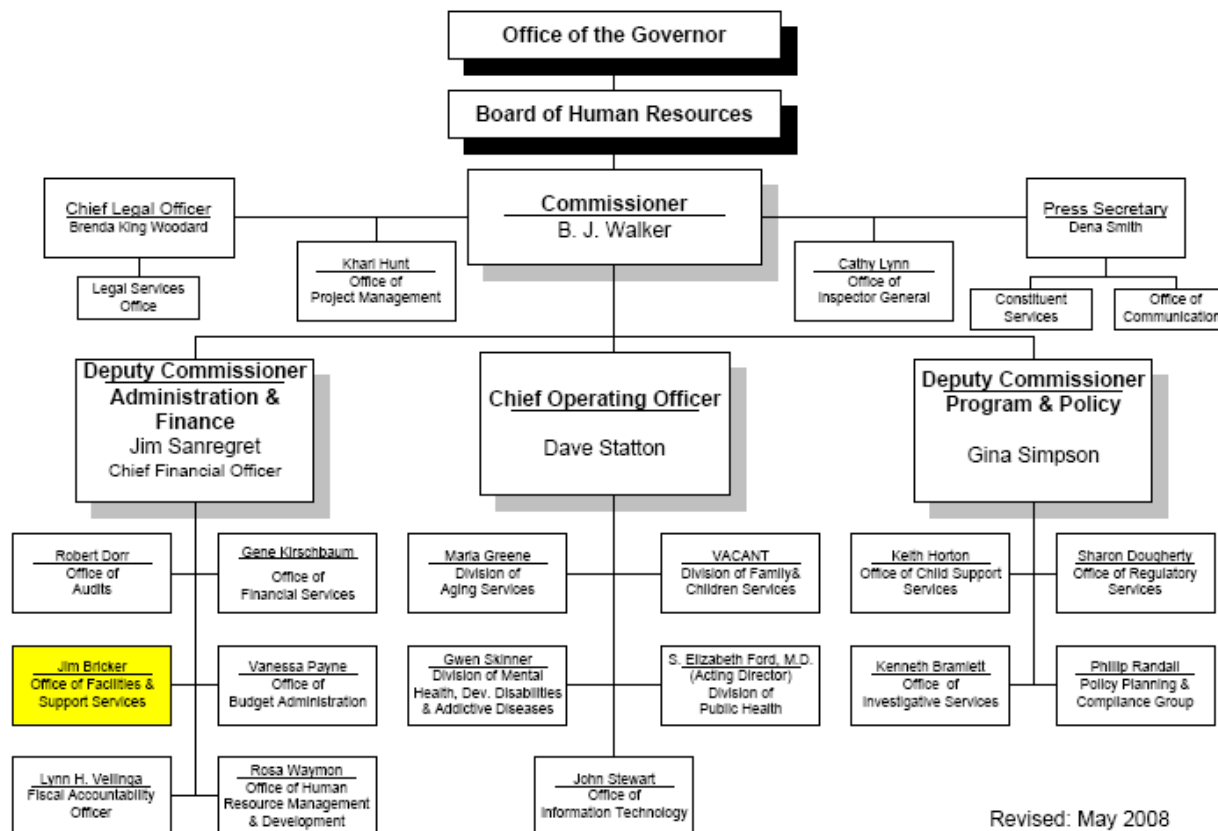 Office of the Governor
Board of Human Resources
Commissioner
B. J. Walker
Chief Legal Officer
Brenda King Woodard
Legal Services
Office
Khari Hunt
Office of
Project Management
Cathy Lynn
Office of
Inspector General
Press Secretary
Dena Smith
Constituent
Services
Office of
Communication
Deputy Commissioner
Administration &
Finance
Jim Sanregret
Chief Financial Officer
Chief Operating Officer
Dave Statton
Deputy Commissioner
Program & Policy
Gina Simpson
Robert Dorr
Office of
Audits
Gene Kirschbaum
Office of
Financial Services
Jim Bricker
Office of Facilities &
Support Services
Vanessa Payne
Office of
Budget Administration
Lynn H. Vellinga
Fiscal Accountability
Officer
Rosa Waymon
Office of Human
Resource Management
& Development
Maria Greene
Division of
Aging Services
VACANT
Division of Family&
Children Services
Gwen Skinner
Division of Mental
Health, Dev. Disabilities
& Addictive Diseases
S. Elizabeth Ford, M.D.
(Acting Director)
Division of
Public Health
John Stewart
Office of
Information Technology
Keith Horton
Office of Child Support
Services
Sharon Dougherty
Office of Regulatory
Services
Kenneth Bramlett
Office of
Investigative Services
Philip Randall
Policy Planning &
Compliance Group
Revised: May 2008